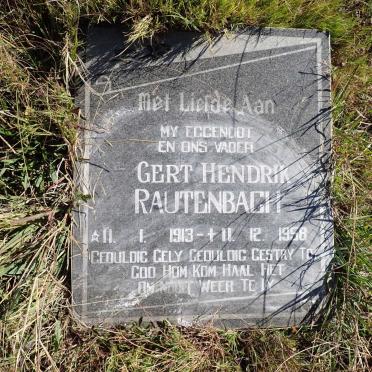 Met Liefde Aan
MY EGGENOOT
EN ONS VADER
GERT HENDRIK
RAUTENBACH
☆11. 1. 1913-✝11. 12. 1958
GEDULDIG GELY GEDULDIG GESTRY TOT
GOD HOM KOM HAAL HET
OM NOOIT WEER TE LY